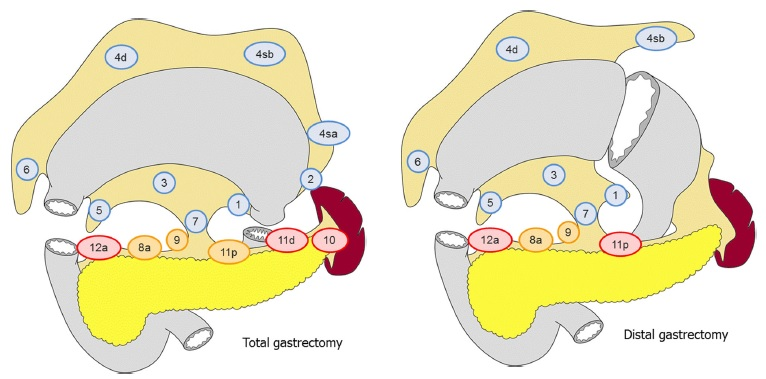 4d
4sb
4sa
6
3
2
5
1
7
12a
8a
9
11p
11d
10
Total gastrectomy
4d
4sb
6
3
1
5
7
12a
8a
9
11p
Distal gastrectomy